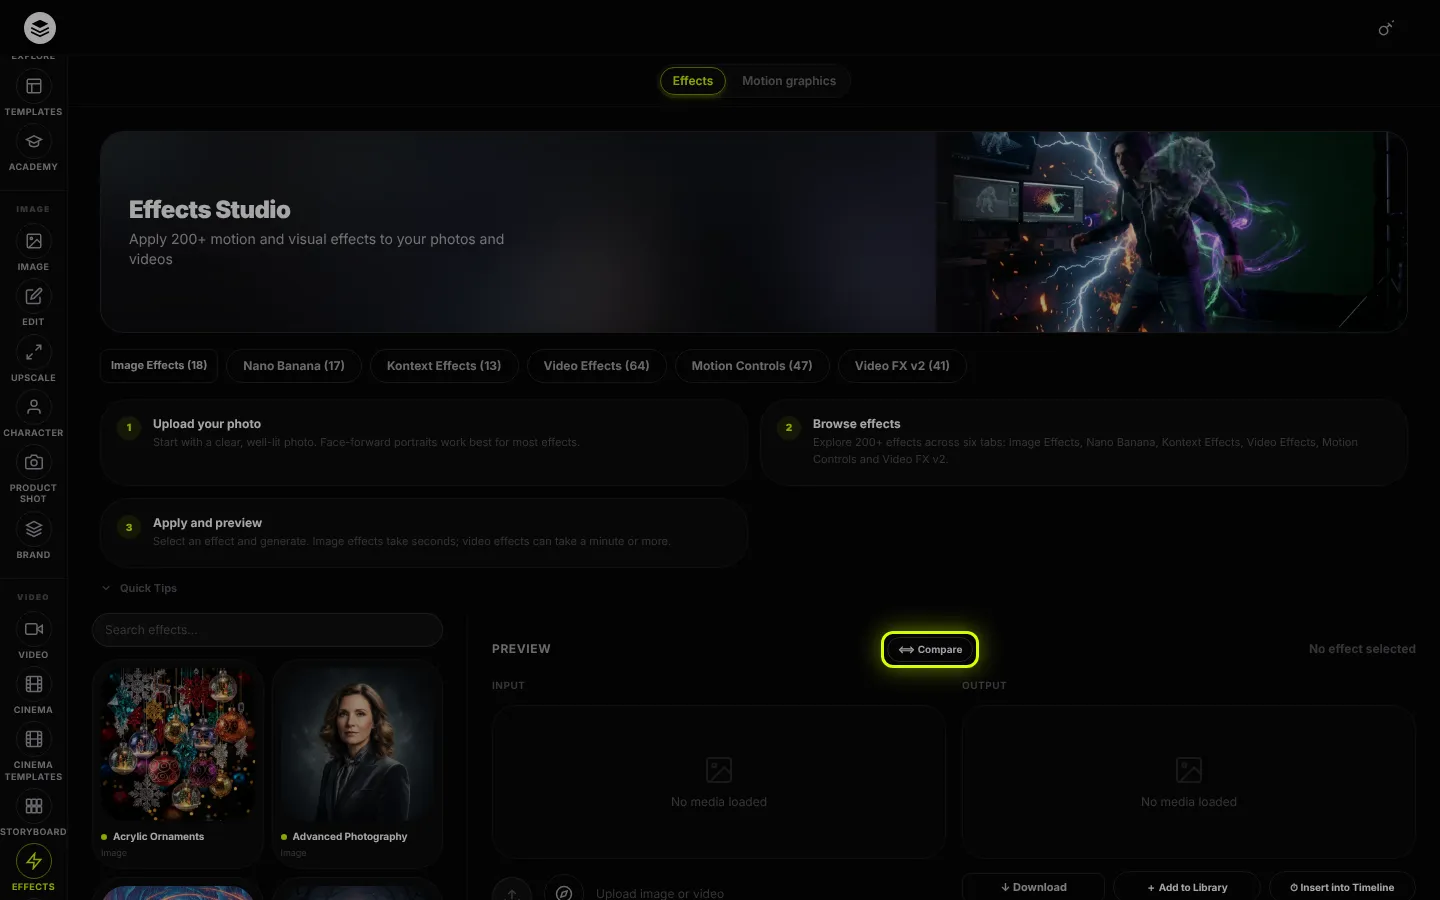 EXPLORE
TEMPLATES
ACADEMY
IMAGE
IMAGE
EDIT
UPSCALE
CHARACTER
PRODUCT
SHOT
BRAND
VIDEO
VIDEO
CINEMA
CINEMA
TEMPLATES
STORYBOARD
EFFECTS
Effects
Motion graphics
Effects Studio
Apply 200+ motion and visual effects to your photos and
videos
Image Effects (18)
Nano Banana (17)
Kontext Effects (13)
Video Effects (64)
Motion Controls (47)
Video FX v2 (41)
1
Upload your photo
Start with a clear, well-lit photo. Face-forward portraits work best for most effects.
2
Browse effects
Explore 200+ effects across six tabs: Image Effects, Nano Banana, Kontext Effects, Video Effects, Motion
Controls and Video FX v2.
3
Apply and preview
Select an effect and generate. Image effects take seconds; video effects can take a minute or more.
Quick Tips
Search effects...
Acrylic Ornaments
Image
Advanced Photography
Image
PREVIEW
Compare
No effect selected
INPUT
OUTPUT
No media loaded
No media loaded
Upload image or video
Download
+ Add to Library
Insert into Timeline